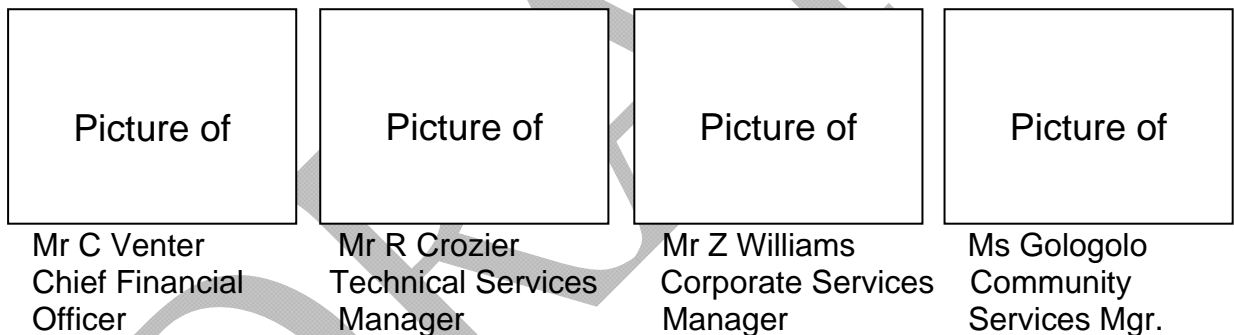 Picture of Picture of Picture of Picture of
Mr C Venter Mr R Crozier Mr Z Williams Ms Gologolo
Chief Financial Technical Services Corporate Services Community
Officer Manager Manager Services Mgr.